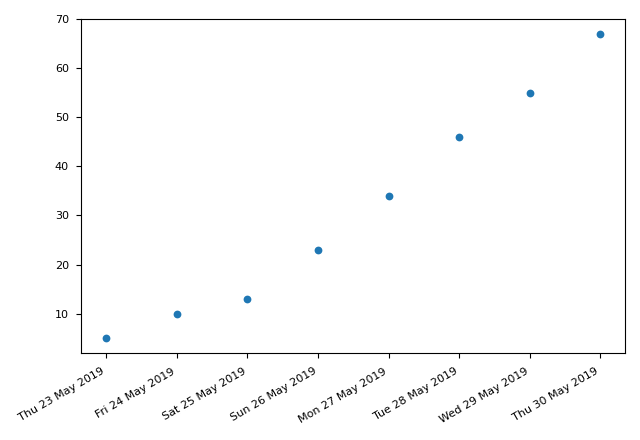 70
60
50
40
30
20
10
Thu 23 May 2019
Fri 24 May 2019
Sat 25 May 2019
Sun 26 May 2019
Mon 27 May 2019
Tue 28 May 2019
Wed 29 May 2019
Thu 30 May 2019